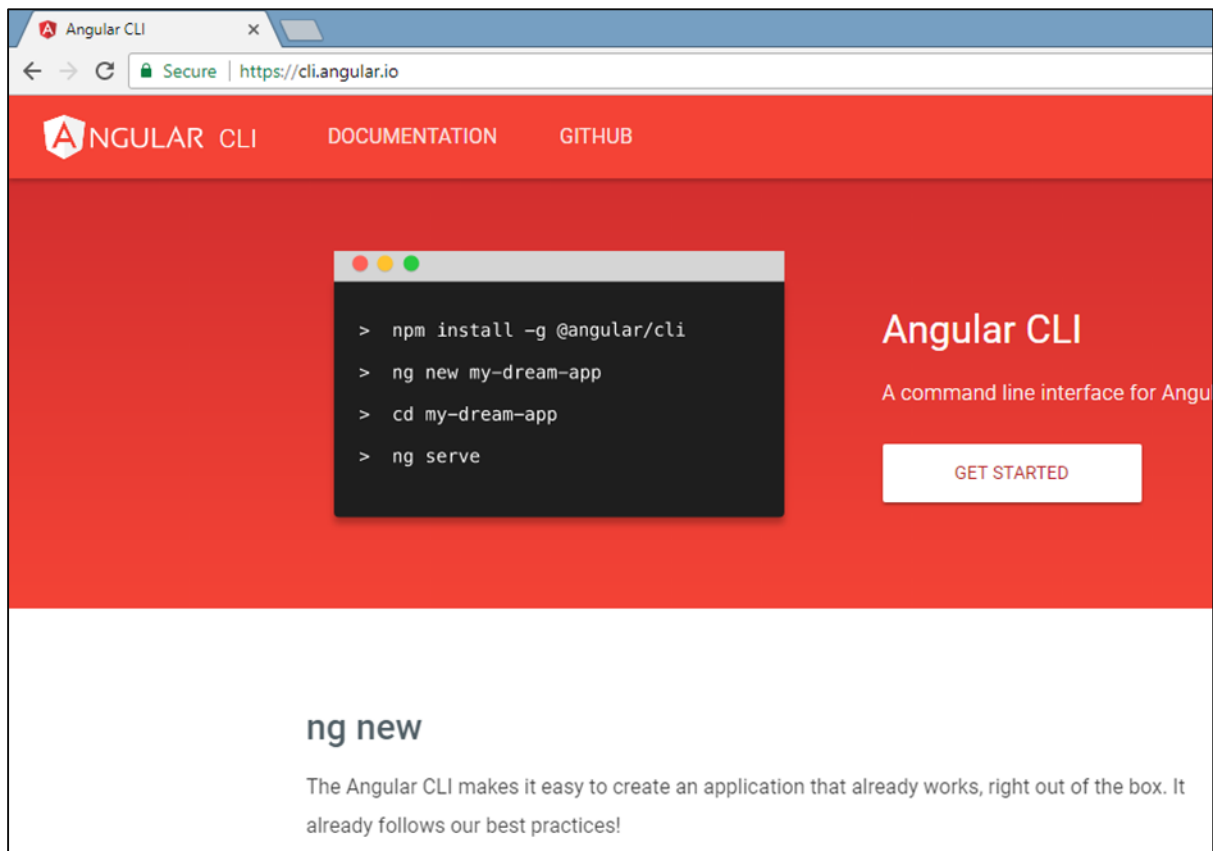 Angular CLI
Secure | https://cli.angular.io
ANGULAR CLI DOCUMENTATION GITHUB
> npm install -g @angular/cli
> ng new my-dream-app
> cd my-dream-app
> ng serve
Angular CLI
A command line interface for Angu
GET STARTED
ng new
The Angular CLI makes it easy to create an application that already works, right out of the box. It
already follows our best practices!